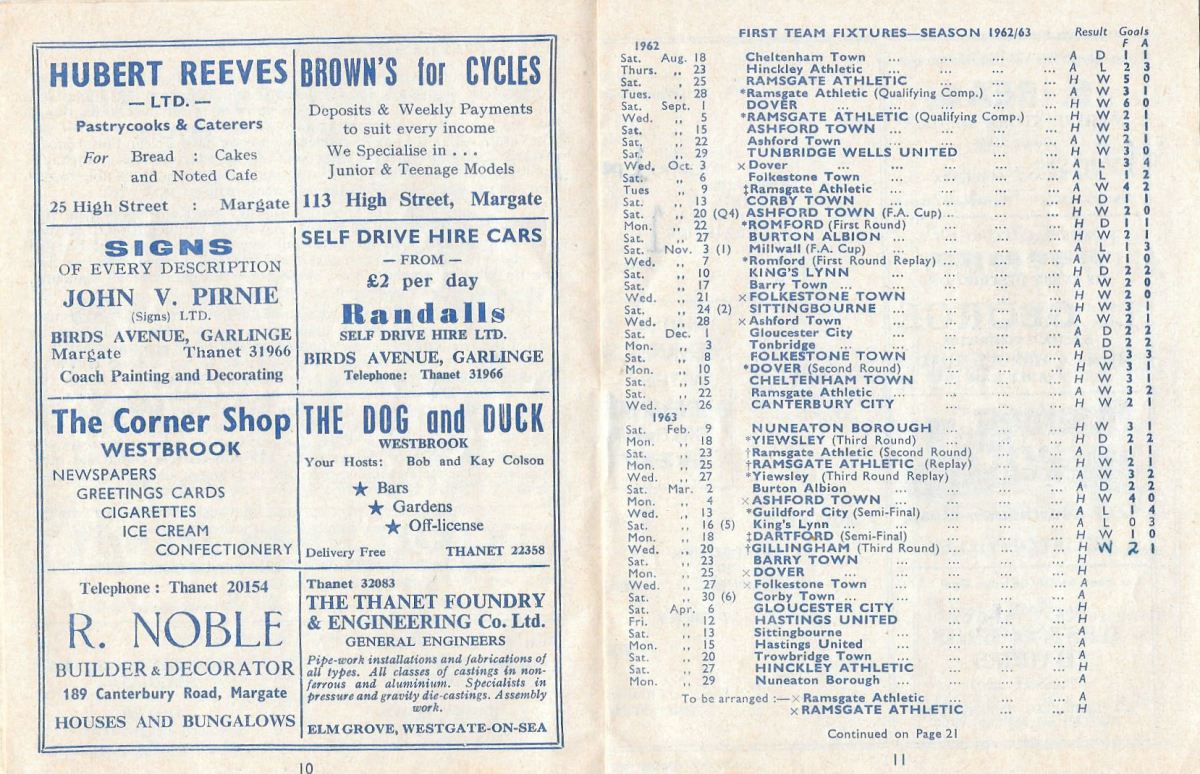 HUBERT REEVES
— LTD. —
Pastrycooks & Caterers
For Bread : Cakes
and Noted Cafe
25 High Street : Margate
BROWN'S for CYCLES
Deposits & Weekly Payments
to suit every income
We Specialise in . . .
Junior & Teenage Models
113 High Street, Margate
SIGNS
OF EVERY DESCRIPTION
JOHN V. PIRNIE
(Signs) LTD.
BIRDS AVENUE, GARLINGE
Margate Thanet 31966
Coach Painting and Decorating
SELF DRIVE HIRE CARS
— FROM —
£2 per day
Randalls
SELF DRIVE HIRE LTD.
BIRDS AVENUE, GARLINGE
Telephone: Thanet 31966
The Corner Shop
WESTBROOK
NEWSPAPERS
GREETINGS CARDS
CIGARETTES
ICE CREAM
CONFECTIONERY
THE DOG and DUCK
WESTBROOK
Your Hosts: Bob and Kay Colson
★ Bars
★ Gardens
★ Off-license
Delivery Free THANET 22358
Telephone : Thanet 20154
R. NOBLE
BUILDER & DECORATOR
189 Canterbury Road, Margate
HOUSES AND BUNGALOWS
Thanet 32083
THE THANET FOUNDRY
& ENGINEERING Co. Ltd.
GENERAL ENGINEERS
Pipe-work installations and fabrications of
all types. All classes of castings in non-
ferrous and aluminium. Specialists in
pressure and gravity die-castings. Assembly
work.
ELM GROVE, WESTGATE-ON-SEA
10
FIRST TEAM FIXTURES—SEASON 1962/63 Result Goals
F A
1962
Sat. Aug. 18 Cheltenham Town ... ... ... ... A D 1 1
Thurs. ,, 23 Hinckley Athletic ... ... ... ... A L 2 3
Sat. ,, 25 RAMSGATE ATHLETIC ... ... ... H W 5 0
Tues. ,, 28 *Ramsgate Athletic (Qualifying Comp.) ... ... A W 3 1
Sat. Sept. 1 DOVER ... ... ... ... ... H W 6 0
Wed. ,, 5 *RAMSGATE ATHLETIC (Qualifying Comp.) ... H W 2 1
Sat. ,, 15 ASHFORD TOWN ... ... ... ... H W 3 1
Sat. ,, 22 Ashford Town ... ... ... ... A W 2 1
Sat. ,, 29 TUNBRIDGE WELLS UNITED ... ... ... H W 3 0
Wed. Oct. 3 ×Dover ... ... ... ... ... A L 3 4
Sat. ,, 6 Folkestone Town ... ... ... ... A L 1 2
Tues ,, 9 ‡Ramsgate Athletic ... ... ... ... A W 4 2
Sat. ,, 13 CORBY TOWN ... ... ... ... H D 1 1
Sat. ,, 20 (Q4) ASHFORD TOWN (F.A. Cup) ... ... ... H W 2 0
Mon. ,, 22 *ROMFORD (First Round) ... ... ... H D 1 1
Sat. ,, 27 BURTON ALBION ... ... ... ... H W 2 1
Sat. Nov. 3 (1) Millwall (F.A. Cup) ... ... ... ... A L 1 3
Wed. ,, 7 *Romford (First Round Replay) ... ... ... A W 1 0
Sat. ,, 10 KING'S LYNN ... ... ... ... H D 2 2
Sat. ,, 17 Barry Town ... ... ... ... A W 2 0
Wed. ,, 21 ×FOLKESTONE TOWN ... ... ... H W 2 0
Sat. ,, 24 (2) SITTINGBOURNE ... ... ... ... H W 3 1
Wed. ,, 28 ×Ashford Town ... ... ... ... A W 2 1
Sat. Dec. 1 Gloucester City ... ... ... ... A D 2 2
Mon. ,, 3 Tonbridge ... ... ... ... A D 2 2
Sat. ,, 8 FOLKESTONE TOWN ... ... ... H D 3 3
Mon. ,, 10 *DOVER (Second Round) ... ... ... H W 3 1
Sat. ,, 15 CHELTENHAM TOWN ... ... ... H W 3 1
Sat. ,, 22 Ramsgate Athletic ... ... ... ... A W 3 2
Wed. ,, 26 CANTERBURY CITY ... ... ... H W 2 1
1963
Sat. Feb. 9 NUNEATON BOROUGH ... ... ... H W 3 1
Mon. ,, 18 *YIEWSLEY (Third Round) ... ... ... H D 2 2
Sat. ,, 23 †Ramsgate Athletic (Second Round) ... ... A D 1 1
Mon. ,, 25 †RAMSGATE ATHLETIC (Replay) ... ... H W 2 1
Wed. ,, 27 *Yiewsley (Third Round Replay) ... ... A W 3 2
Sat. Mar. 2 Burton Albion ... ... ... ... A D 2 2
Mon. ,, 4 ×ASHFORD TOWN ... ... ... ... H W 4 0
Wed. ,, 13 *Guildford City (Semi-Final) ... ... ... A L 1 4
Sat. ,, 16 (5) King's Lynn ... ... ... ... A L 0 3
Mon. ,, 18 ‡DARTFORD (Semi-Final) ... ... ... H W 1 0
Wed. ,, 20 †GILLINGHAM (Third Round) ... ... ... H W 2 1
Sat. ,, 23 BARRY TOWN ... ... ... ... H
Mon. ,, 25 ×DOVER ... ... ... ... ... H
Wed. ,, 27 ×Folkestone Town ... ... ... ... A
Sat. ,, 30 (6) Corby Town ... ... ... ... A
Sat. Apr. 6 GLOUCESTER CITY ... ... ... H
Fri. ,, 12 HASTINGS UNITED ... ... ... H
Sat. ,, 13 Sittingbourne ... ... ... ... A
Mon. ,, 15 Hastings United ... ... ... ... A
Sat. ,, 20 Trowbridge Town ... ... ... ... A
Sat. ,, 27 HINCKLEY ATHLETIC ... ... ... H
Mon. ,, 29 Nuneaton Borough ... ... ... ... A
To be arranged :—×Ramsgate Athletic ... ... ... A
×RAMSGATE ATHLETIC ... ... H
Continued on Page 21
11